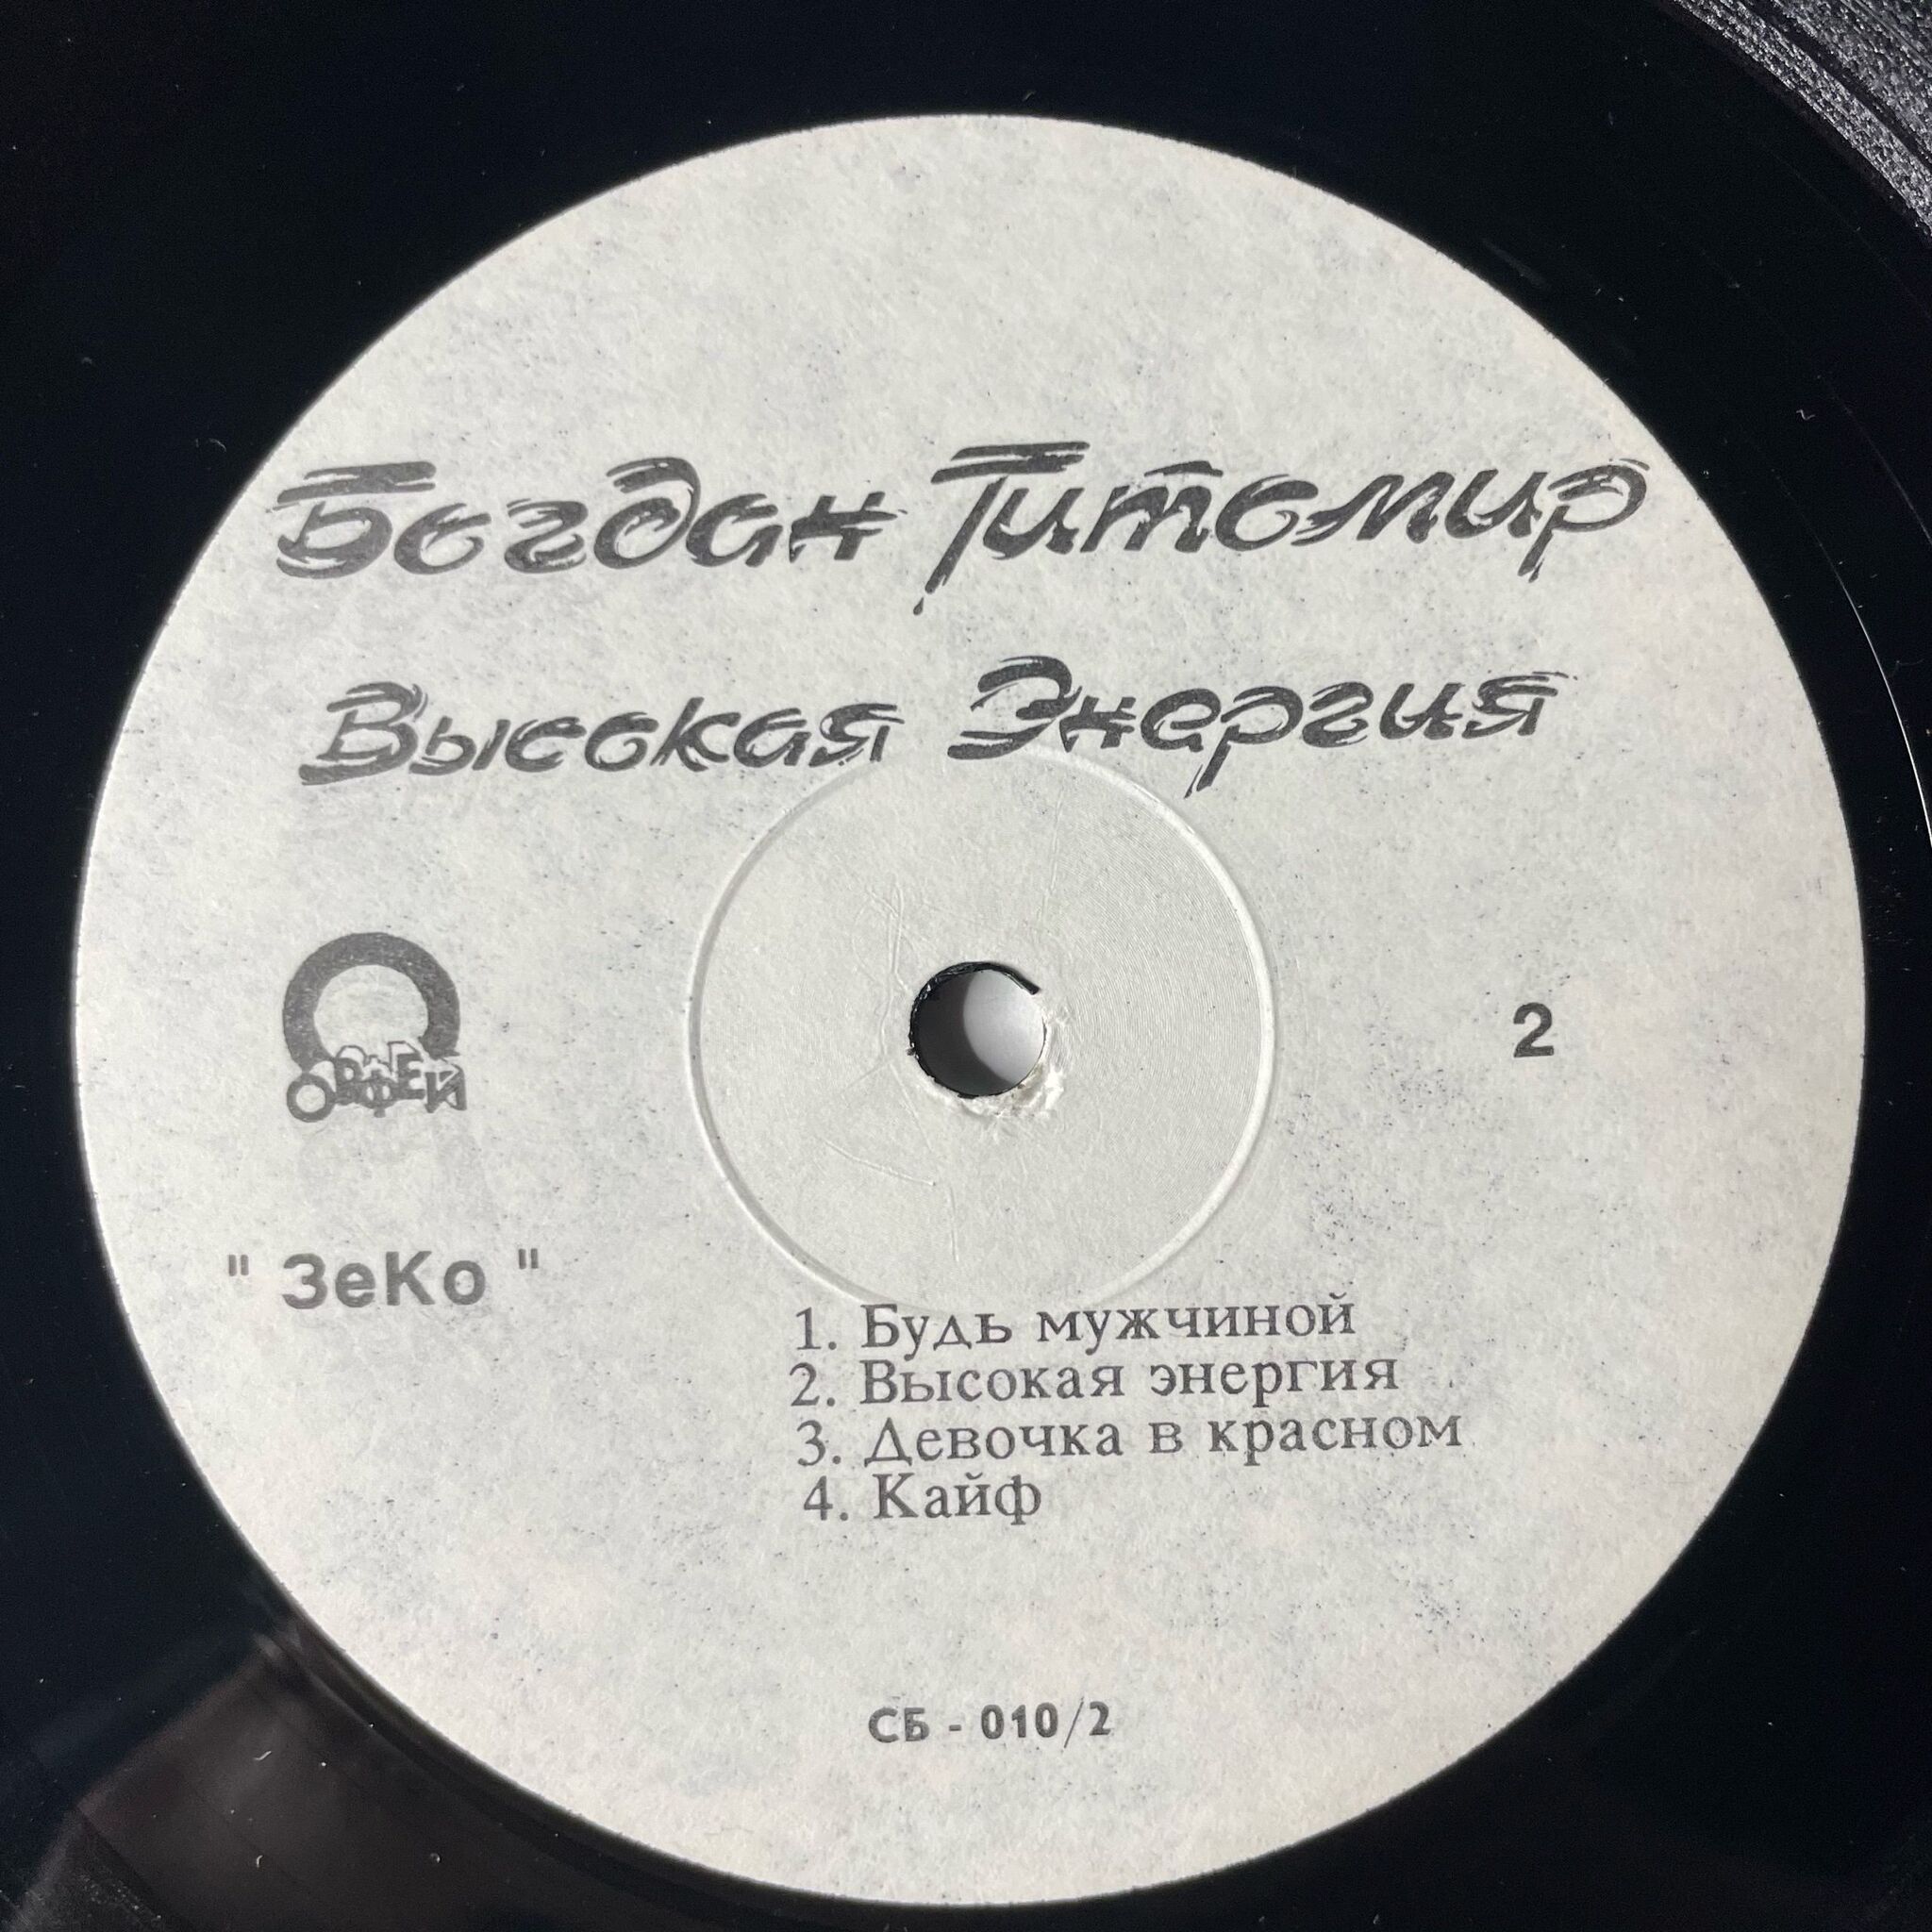 Богдан Титомир
Высокая Энергия
ОРФЕЙ
2
" ЗеКо "
1. Будь мужчиной
2. Высокая энергия
3. Девочка в красном
4. Кайф
СБ - 010/2